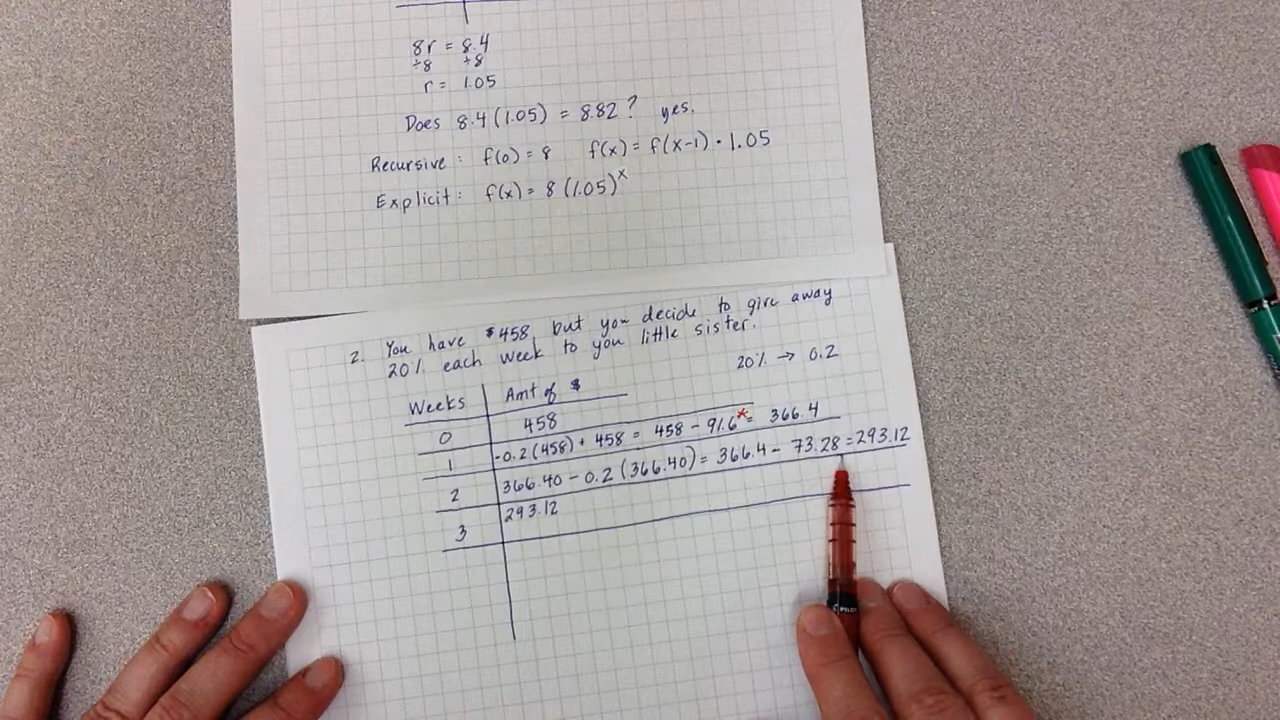 8r = 8.4
÷8 ÷8
r = 1.05
Does 8.4(1.05) = 8.82? yes.
Recursive: f(0) = 8 f(x) = f(x-1) · 1.05
Explicit: f(x) = 8(1.05)^x
2. You have $458, but you decide to give away
20% each week to you little sister.
20% → 0.2
Weeks Amt of $
0 458
1 -0.2(458) + 458 = 458 - 91.6* = 366.4
2 366.40 - 0.2(366.40) = 366.4 - 73.28 = 293.12
3 293.12
PILOT